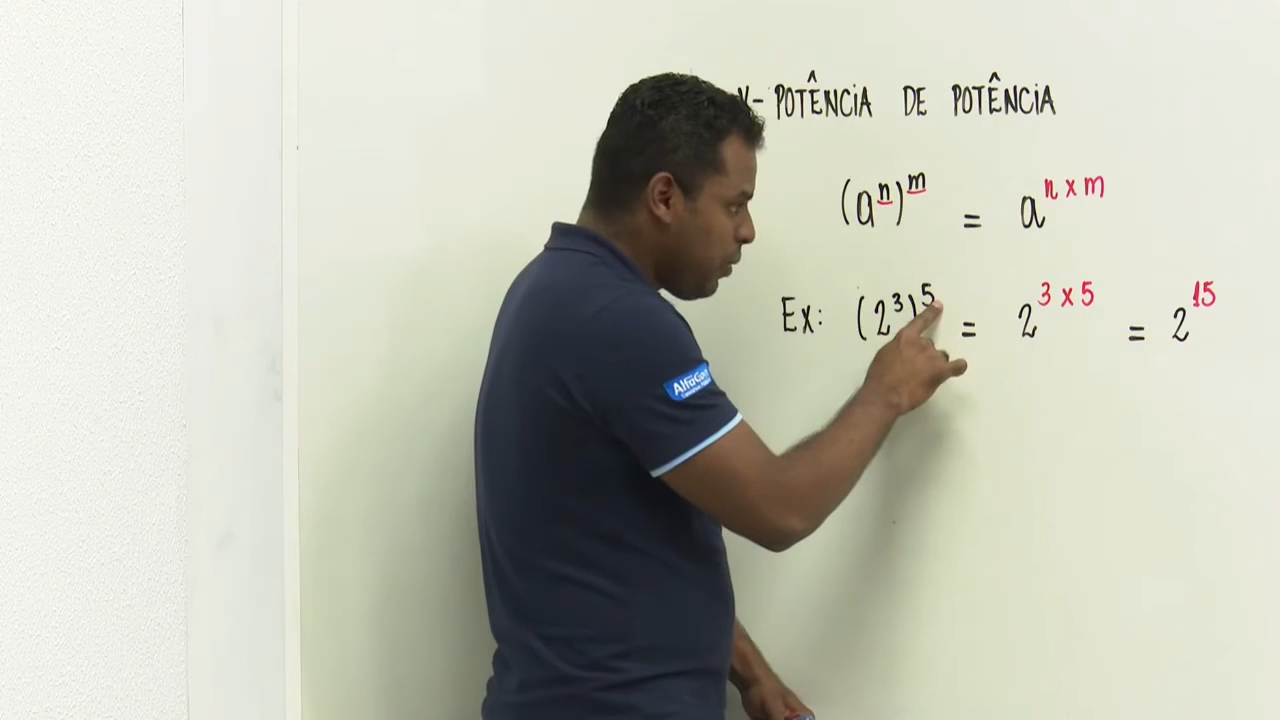 V- POTÊNCIA DE POTÊNCIA
(aⁿ)ᵐ = aⁿ ˣ ᵐ
Ex: (2³)⁵ = 2³ ˣ ⁵ = 2¹⁵